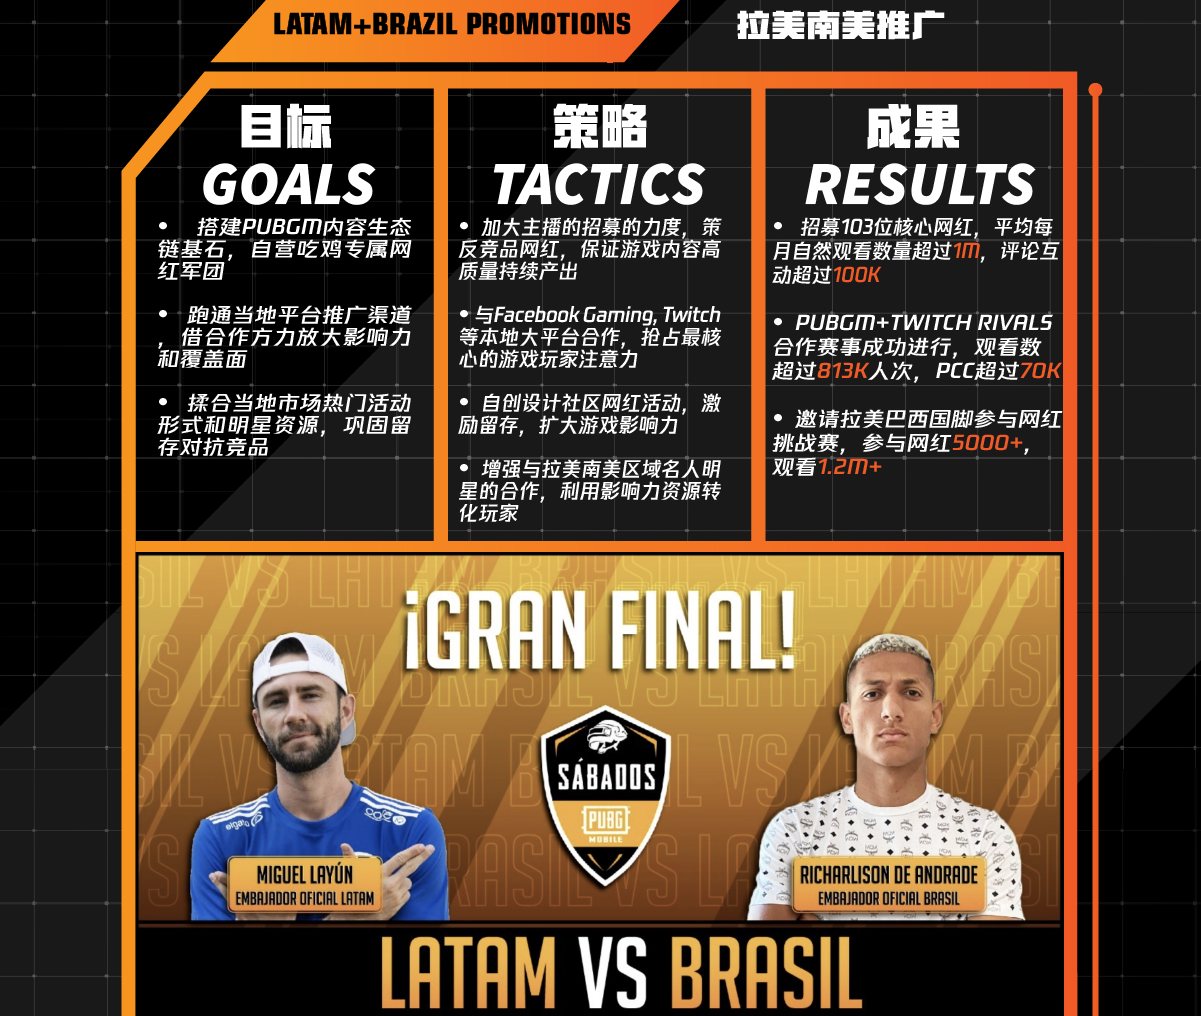 LATAM+BRAZIL PROMOTIONS
拉美南美推广
目标
GOALS
• 搭建PUBGM内容生态
链基石，自营吃鸡专属网
红军团
• 跑通当地平台推广渠道
，借合作方力放大影响力
和覆盖面
• 揉合当地市场热门活动
形式和明星资源，巩固留
存对抗竞品
策略
TACTICS
• 加大主播的招募的力度，策
反竞品网红，保证游戏内容高
质量持续产出
• 与Facebook Gaming, Twitch
等本地大平台合作，抢占最核
心的游戏玩家注意力
• 自创设计社区网红活动，激
励留存，扩大游戏影响力
• 增强与拉美南美区域名人明
星的合作，利用影响力资源转
化玩家
成果
RESULTS
• 招募103位核心网红，平均每
月自然观看数量超过1M，评论互
动超过100K
• PUBGM+TWITCH RIVALS
合作赛事成功进行，观看数
超过813K人次，PCC超过70K
• 邀请拉美巴西国脚参与网红
挑战赛，参与网红5000+，
观看1.2M+
¡GRAN FINAL!
SÁBADOS
PUBG
MOBILE
elgato
MIGUEL LAYÚN
EMBAJADOR OFICIAL LATAM
RICHARLISON DE ANDRADE
EMBAJADOR OFICIAL BRASIL
LATAM VS BRASIL